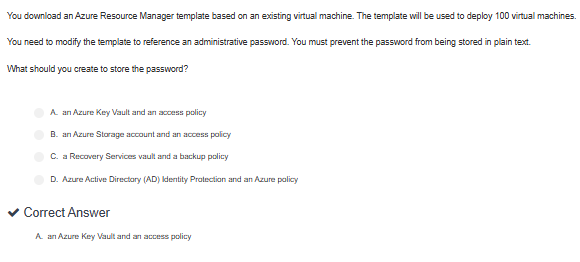 You download an Azure Resource Manager template based on an existing virtual machine. The template will be used to deploy 100 virtual machines.
You need to modify the template to reference an administrative password. You must prevent the password from being stored in plain text.
What should you create to store the password?
A. an Azure Key Vault and an access policy
B. an Azure Storage account and an access policy
C. a Recovery Services vault and a backup policy
D. Azure Active Directory (AD) Identity Protection and an Azure policy
✔ Correct Answer
A. an Azure Key Vault and an access policy